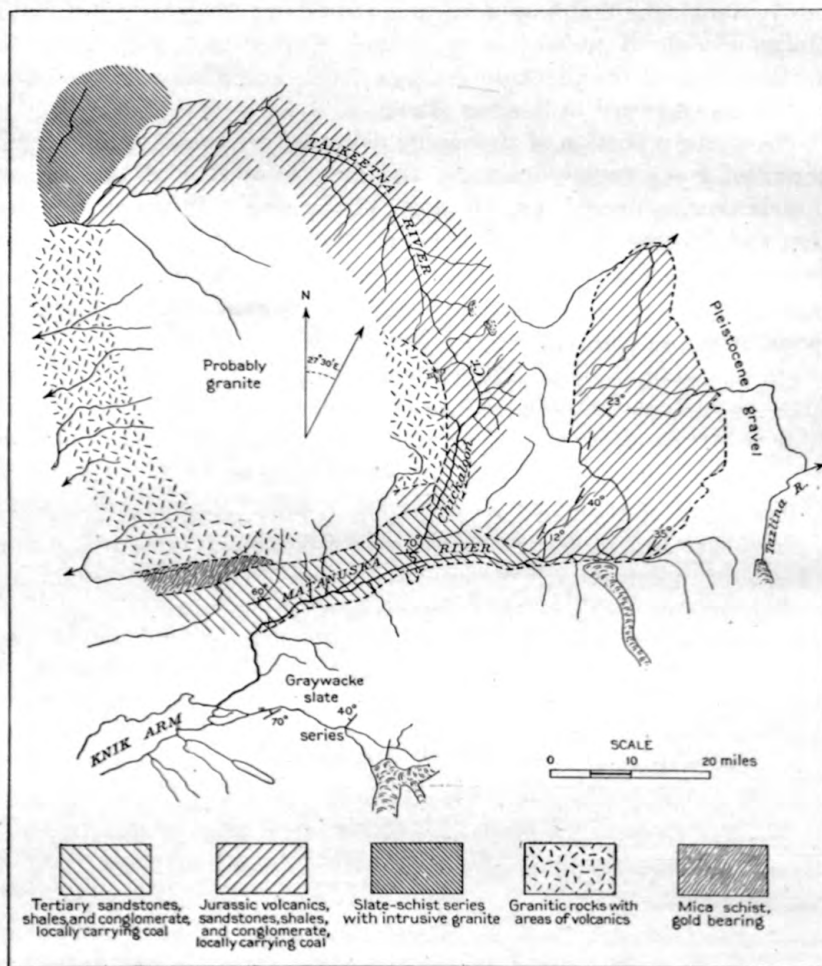 TALKEETNA
RIVER
N
27°30'E.
Probably
granite
Pleistocene
gravel
23°
Chickaloon
Cr.
40°
12°
35°
Nazlina
R.
70°
RIVER
MATANUSKA
60°
Graywacke
slate
series
40°
70°
KNIK ARM
SCALE
0 10 20 miles
Tertiary sandstones,
shales, and conglomerate,
locally carrying coal
Jurassic volcanics,
sandstones, shales,
and conglomerate,
locally carrying coal
Slate-schist series
with intrusive granite
Granitic rocks with
areas of volcanics
Mica schist,
gold bearing